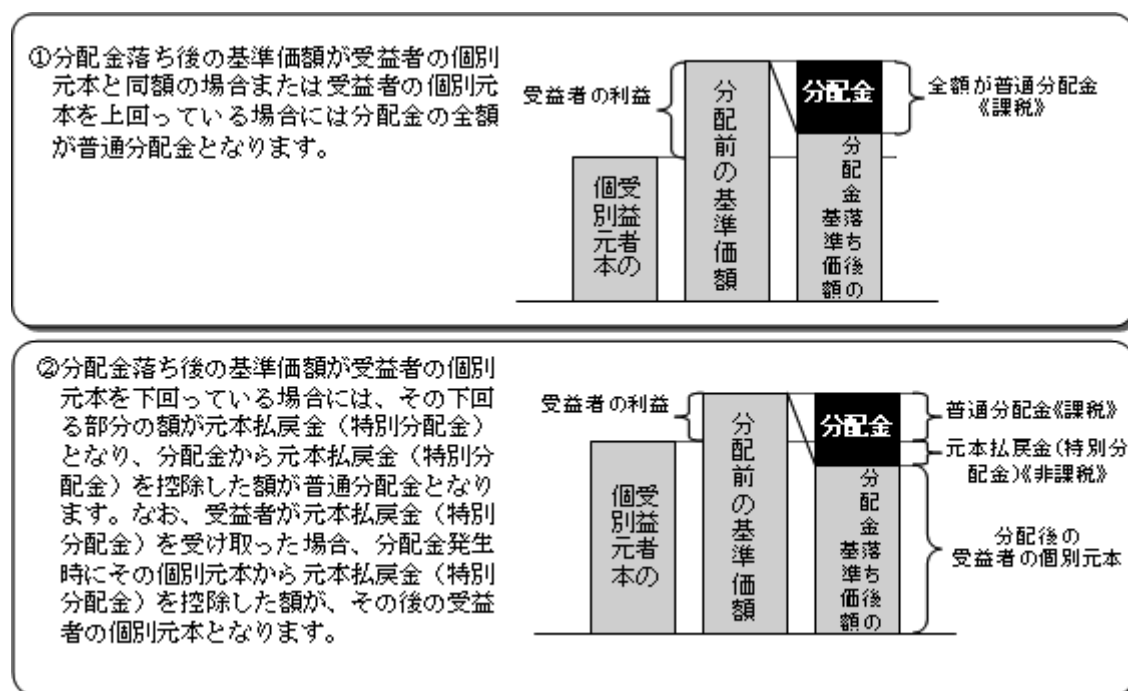 ①分配金落ち後の基準価額が受益者の個別
元本と同額の場合または受益者の個別元
本を上回っている場合には分配金の全額
が普通分配金となります。
受益者の利益
受益者の
個別元本
分配前の基準価額
分配金
分配金落ち後の
基準価額
全額が普通分配金
《課税》
②分配金落ち後の基準価額が受益者の個別
元本を下回っている場合には、その下回
る部分の額が元本払戻金（特別分配金）
となり、分配金から元本払戻金（特別分
配金）を控除した額が普通分配金となり
ます。なお、受益者が元本払戻金（特別
分配金）を受け取った場合、分配金発生
時にその個別元本から元本払戻金（特別
分配金）を控除した額が、その後の受益
者の個別元本となります。
受益者の利益
受益者の
個別元本
分配前の基準価額
分配金
分配金落ち後の
基準価額
普通分配金《課税》
元本払戻金(特別分
配金)《非課税》
分配後の
受益者の個別元本